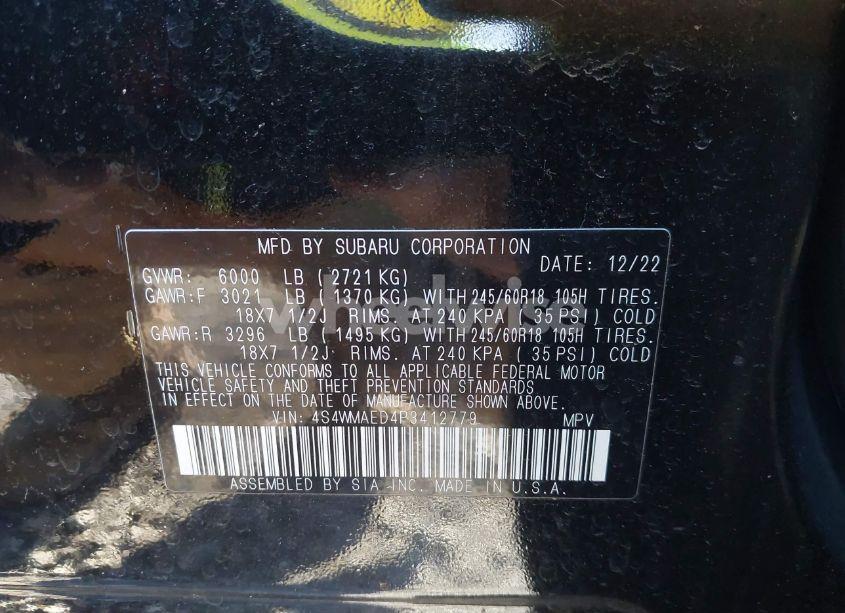 MFD BY SUBARU CORPORATION
DATE: 12/22
GVWR: 6000 LB ( 2721 KG)
GAWR:F 3021 LB ( 1370 KG) WITH 245/60R18 105H TIRES.
18X7 1/2J RIMS. AT 240 KPA ( 35 PSI) COLD
GAWR:R 3296 LB ( 1495 KG) WITH 245/60R18 105H TIRES.
18X7 1/2J RIMS. AT 240 KPA ( 35 PSI) COLD
THIS VEHICLE CONFORMS TO ALL APPLICABLE FEDERAL MOTOR
VEHICLE SAFETY AND THEFT PREVENTION STANDARDS
IN EFFECT ON THE DATE OF MANUFACTURE SHOWN ABOVE.
VIN: 4S4WMAED4P3412779 MPV
ASSEMBLED BY SIA INC. MADE IN U.S.A.